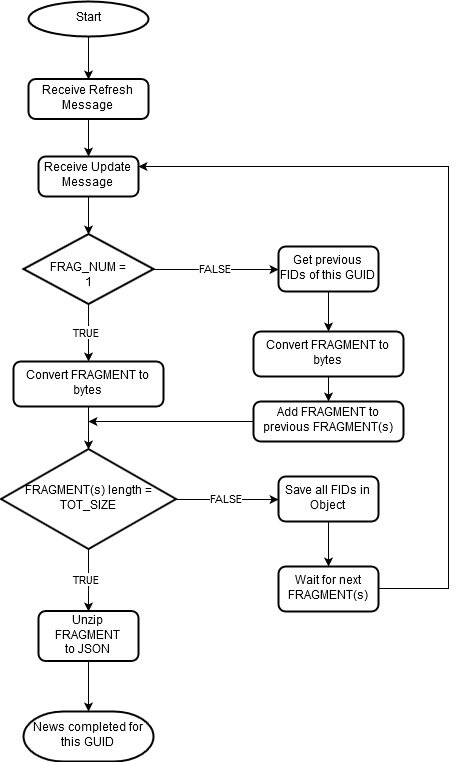 Start
Receive Refresh
Message
Receive Update
Message
FRAG_NUM =
1
FALSE
Get previous
FIDs of this GUID
TRUE
Convert FRAGMENT to
bytes
Convert FRAGMENT to
bytes
Add FRAGMENT to
previous FRAGMENT(s)
FRAGMENT(s) length =
TOT_SIZE
FALSE
Save all FIDs in
Object
TRUE
Wait for next
FRAGMENT(s)
Unzip
FRAGMENT
to JSON
News completed for
this GUID